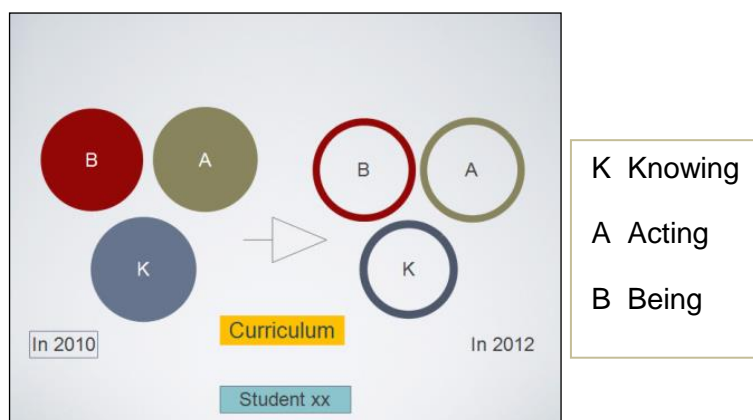 B
A
K
In 2010
B
A
K
Curriculum
In 2012
Student xx
K Knowing
A Acting
B Being